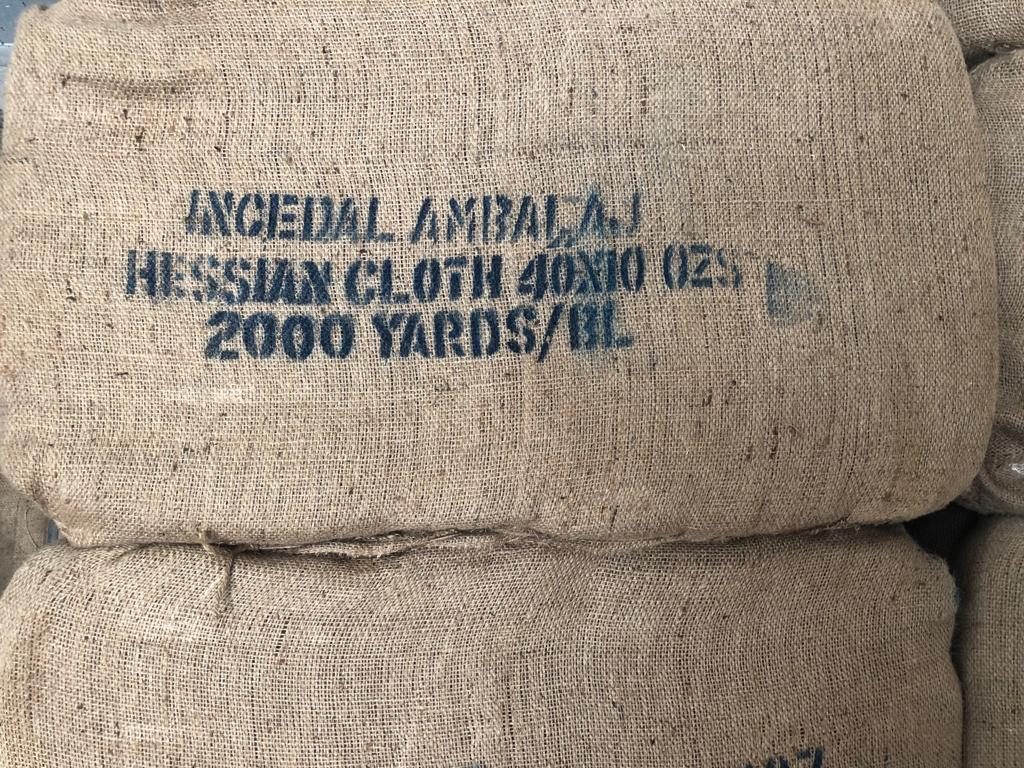 INCEDAL AMBALAJ
HESSIAN CLOTH 40X10 OZS
2000 YARDS/BL